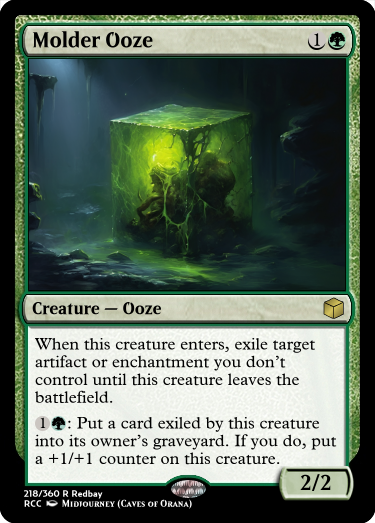 Molder Ooze 1
Creature — Ooze
When this creature enters, exile target
artifact or enchantment you don't
control until this creature leaves the
battlefield.
1 : Put a card exiled by this creature
into its owner's graveyard. If you do, put
a +1/+1 counter on this creature.
2/2
218/360 R Redbay
RCC Midjourney (Caves of Orana)